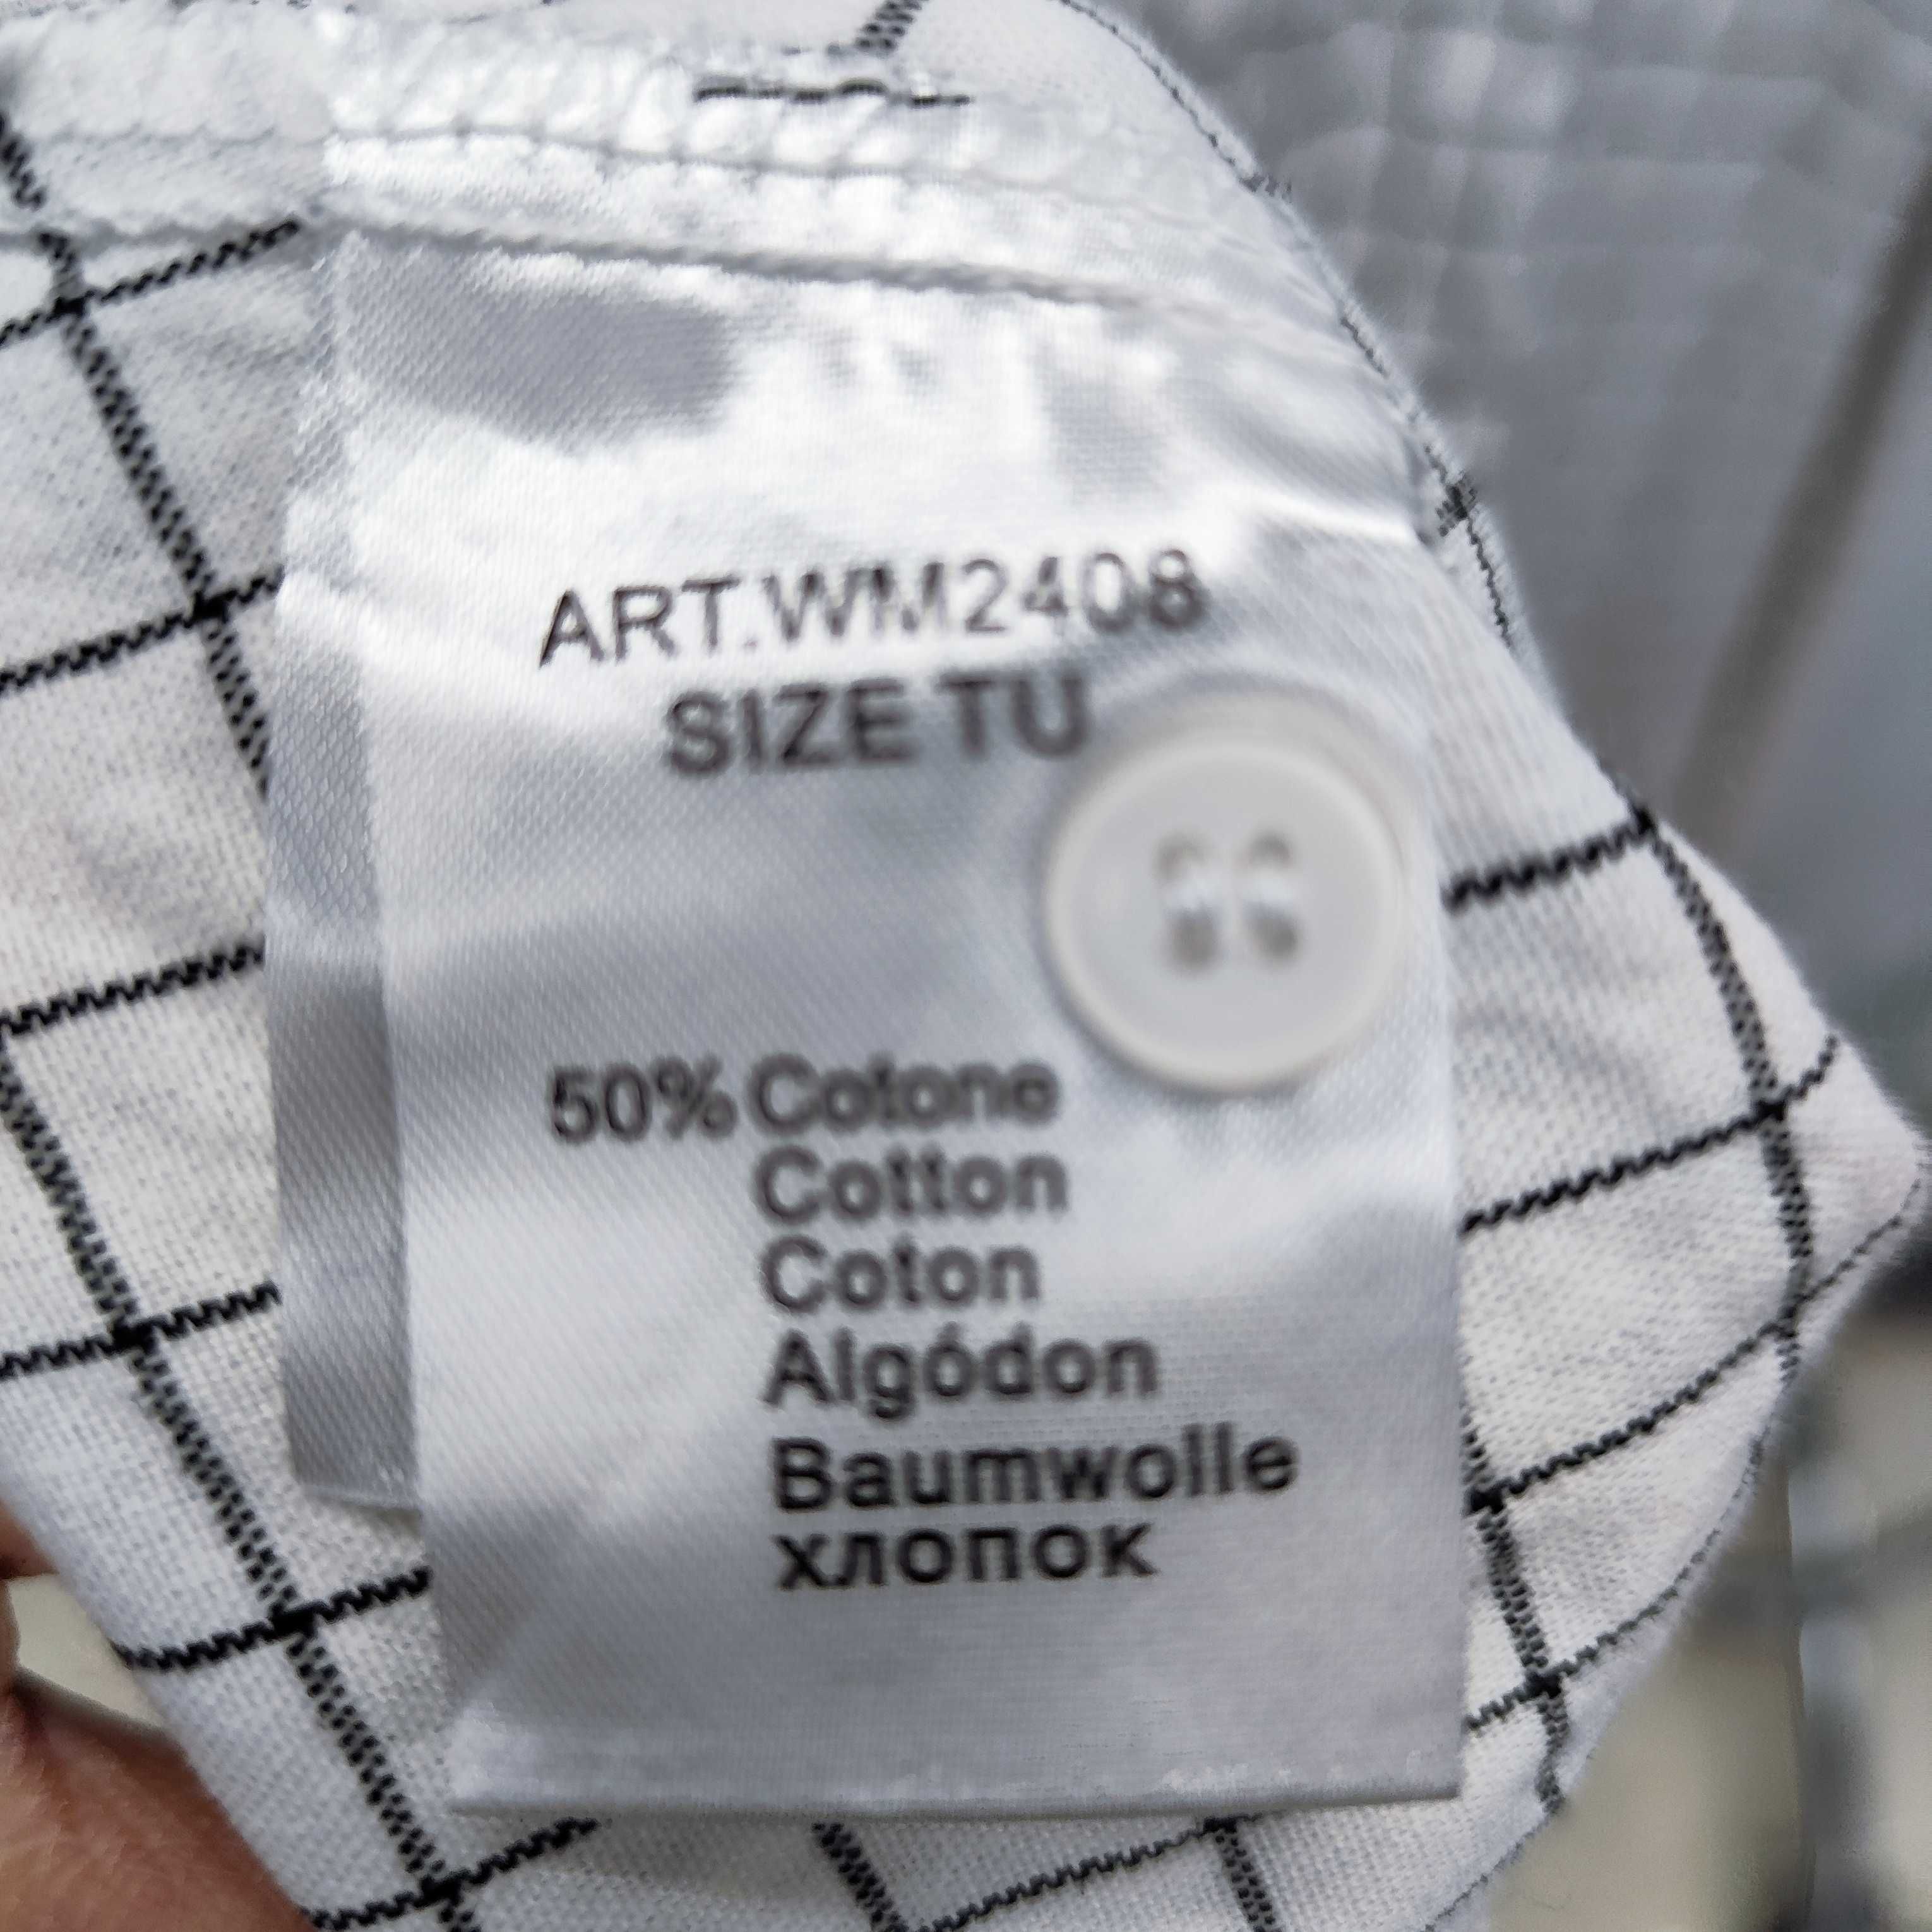 ART.WM2408
SIZE TU
50% Cotone
Cotton
Coton
Algódon
Baumwolle
хлопок